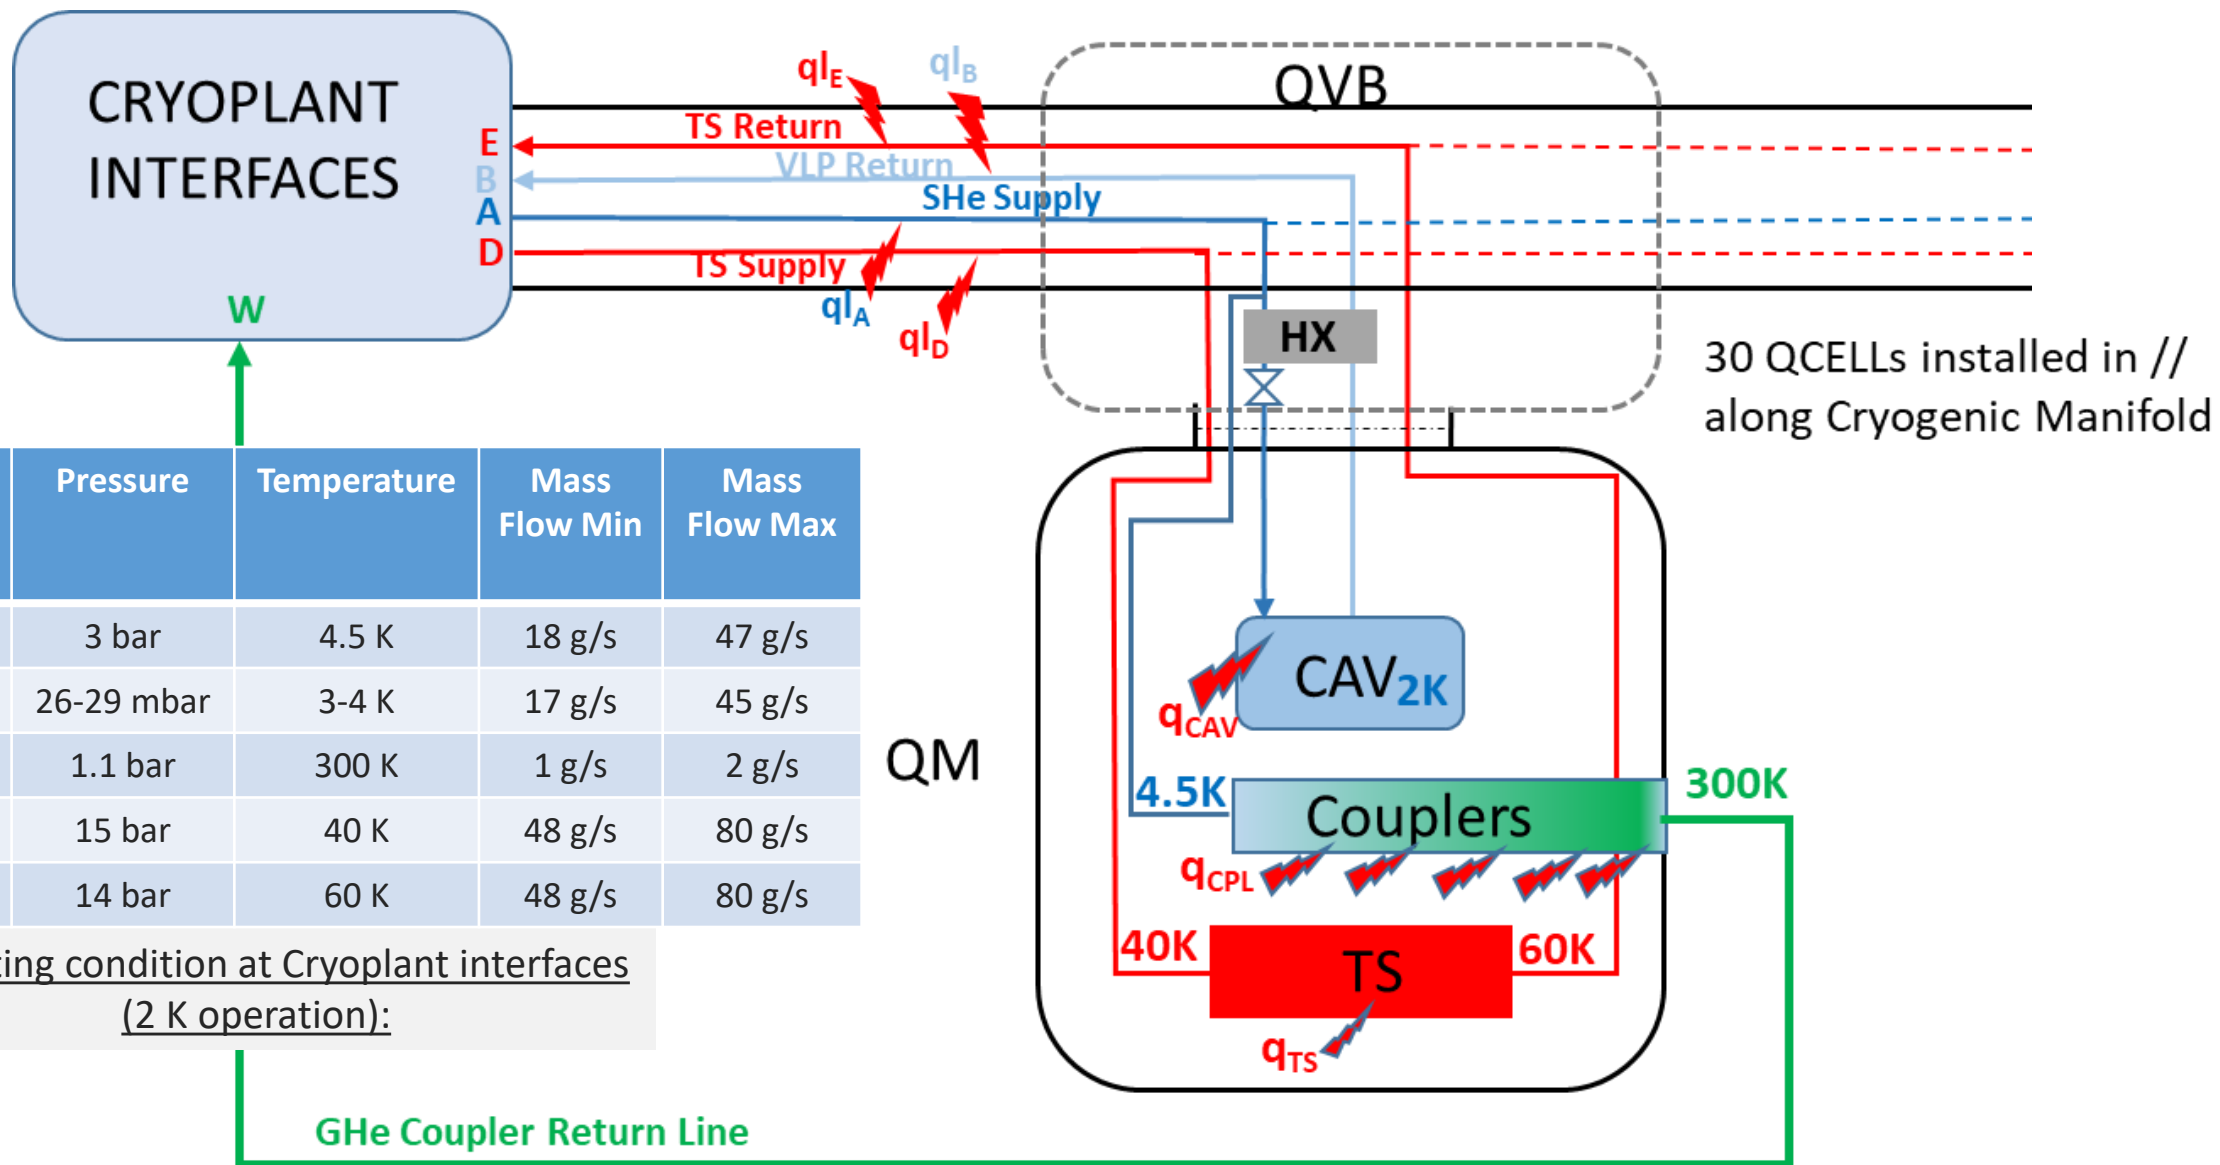 CRYOPLANT
INTERFACES
E
B
A
D
W
qlE
qlB
TS Return
VLP Return
SHe Supply
TS Supply
qlA
qlD
QVB
HX
30 QCELLs installed in //
along Cryogenic Manifold
Pressure Temperature Mass Flow Min Mass Flow Max
3 bar 4.5 K 18 g/s 47 g/s
26-29 mbar 3-4 K 17 g/s 45 g/s
1.1 bar 300 K 1 g/s 2 g/s
15 bar 40 K 48 g/s 80 g/s
14 bar 60 K 48 g/s 80 g/s
condition at Cryoplant interfaces
(2 K operation):
QM
CAV2K
qCAV
4.5K
Couplers
300K
qCPL
40K
TS
60K
qTS
GHe Coupler Return Line